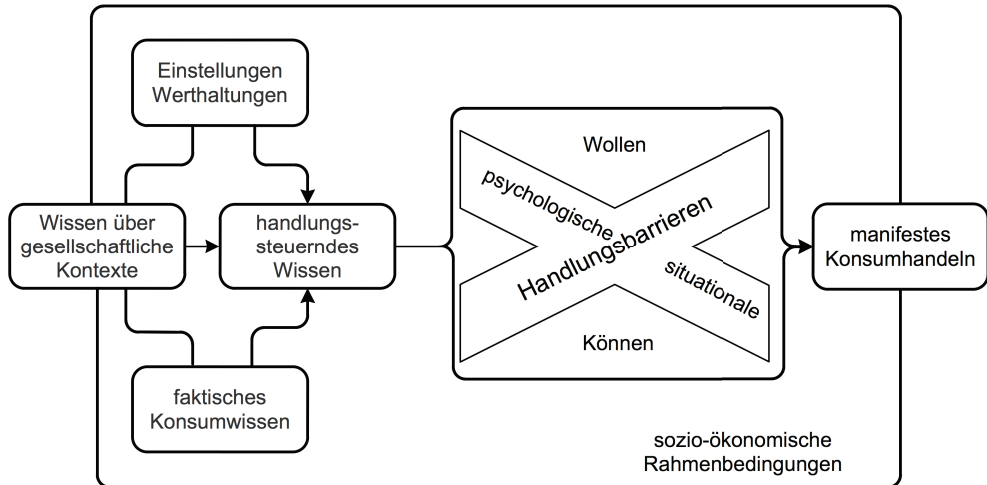 Einstellungen
Werthaltungen
Wissen über
gesellschaftliche
Kontexte
handlungs-
steuerndes
Wissen
faktisches
Konsumwissen
Wollen
psychologische
Handlungsbarrieren
situationale
Können
manifestes
Konsumhandeln
sozio-ökonomische
Rahmenbedingungen